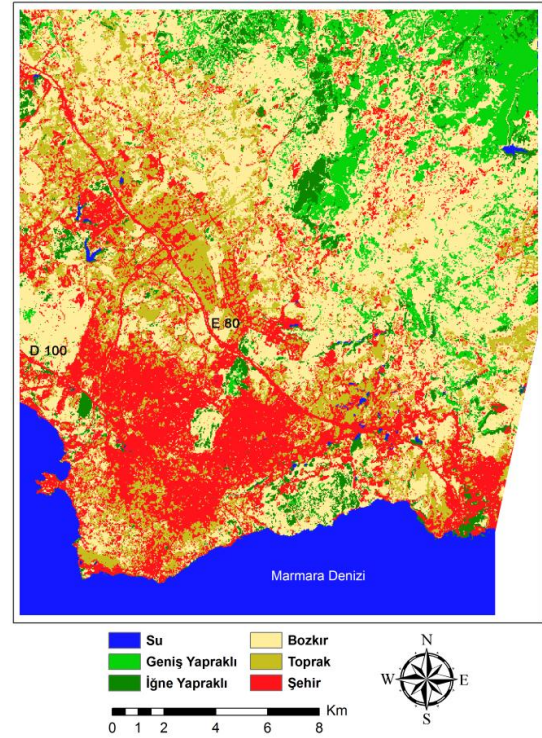 E 80
D 100
Marmara Denizi
Su
Geniş Yapraklı
İğne Yapraklı
Bozkır
Toprak
Şehir
Km
0 1 2 4 6 8
N
W E
S